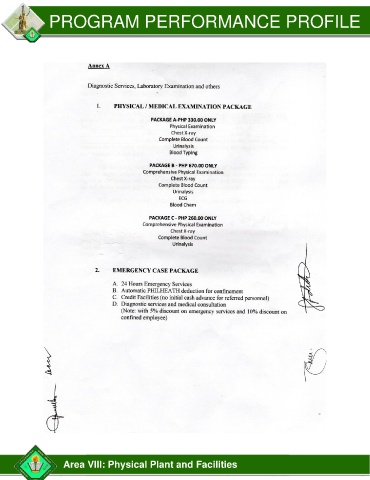 PROGRAM PERFORMANCE PROFILE
Annex A
Diagnostic Services, Laboratory Examination and others
1. PHYSICAL / MEDICAL EXAMINATION PACKAGE
PACKAGE A-PHP 330.00 ONLY
Physical Examination
Chest X-ray
Complete Blood Count
Urinalysis
Blood Typing
PACKAGE B - PHP 670.00 ONLY
Comprehensive Physical Examination
Chest X-ray
Complete Blood Count
Urinalysis
ECG
Blood Chem
PACKAGE C - PHP 280.00 ONLY
Comprehensive Physical Examination
Chest X-ray
Complete Blood Count
Urinalysis
2. EMERGENCY CASE PACKAGE
A. 24 Hours Emergency Services
B. Automatic PHILHEATH deduction for confinement
C. Credit Facilities (no initial cash advance for referred personnel)
D. Diagnostic services and medical consultation
(Note: with 5% discount on emergency services and 10% discount on
confined employee)
Area VIII: Physical Plant and Facilities